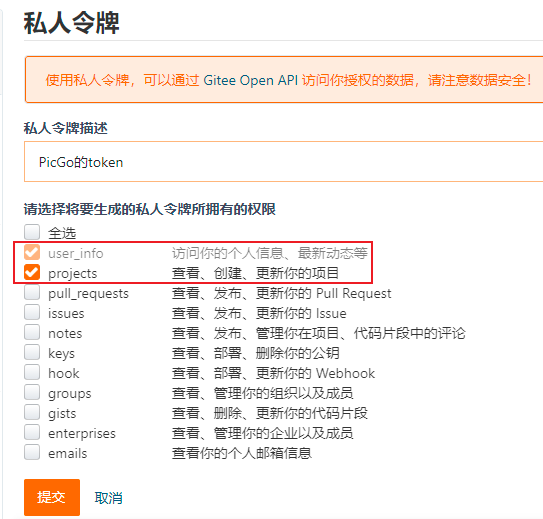 私人令牌
使用私人令牌，可以通过 Gitee Open API 访问你授权的数据，请注意数据安全！
私人令牌描述
PicGo的token
请选择将要生成的私人令牌所拥有的权限
全选
user_info 访问你的个人信息、最新动态等
projects 查看、创建、更新你的项目
pull_requests 查看、发布、更新你的 Pull Request
issues 查看、发布、更新你的 Issue
notes 查看、发布、管理你在项目、代码片段中的评论
keys 查看、部署、删除你的公钥
hook 查看、部署、更新你的 Webhook
groups 查看、管理你的组织以及成员
gists 查看、删除、更新你的代码片段
enterprises 查看、管理你的企业以及成员
emails 查看你的个人邮箱信息
提交 取消